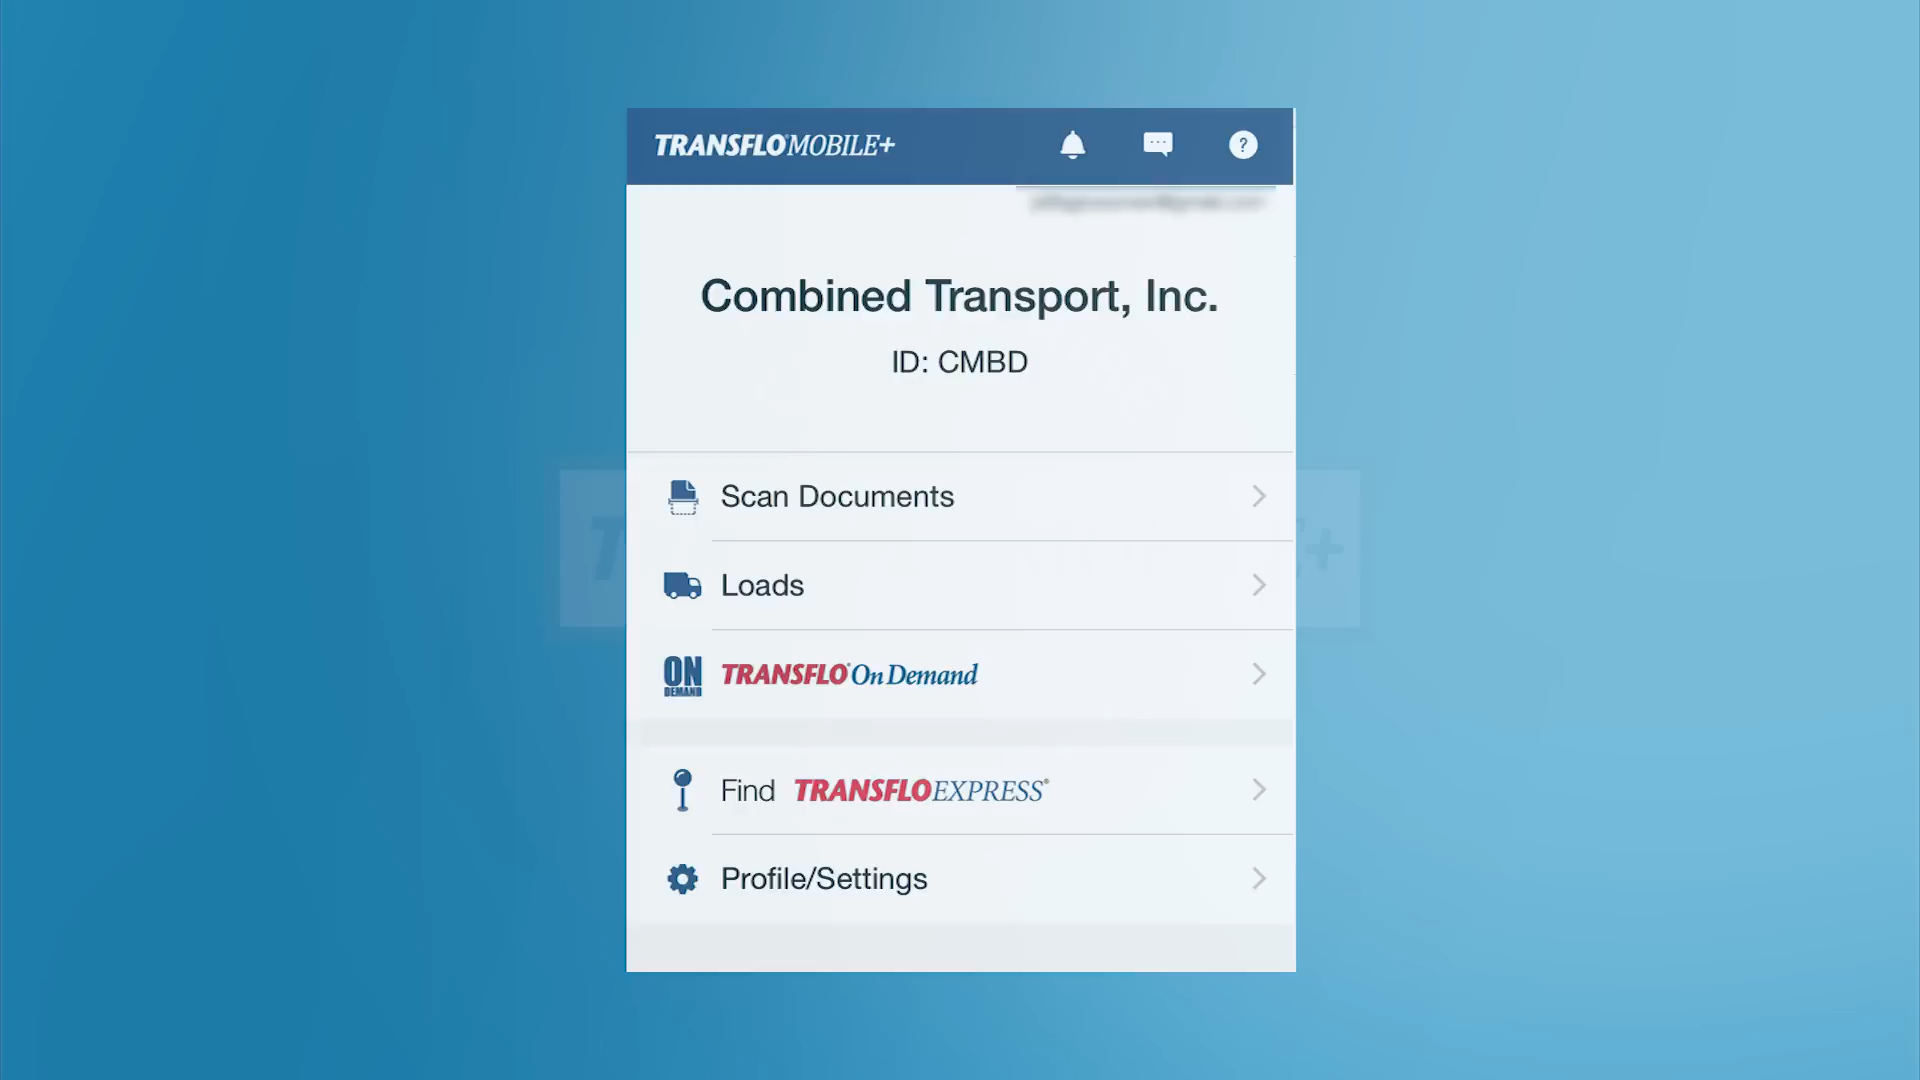 TRANSFLO MOBILE+
Combined Transport, Inc.
ID: CMBD
Scan Documents
Loads
ON DEMAND TRANSFLO® On Demand
Find TRANSFLO EXPRESS®
Profile/Settings